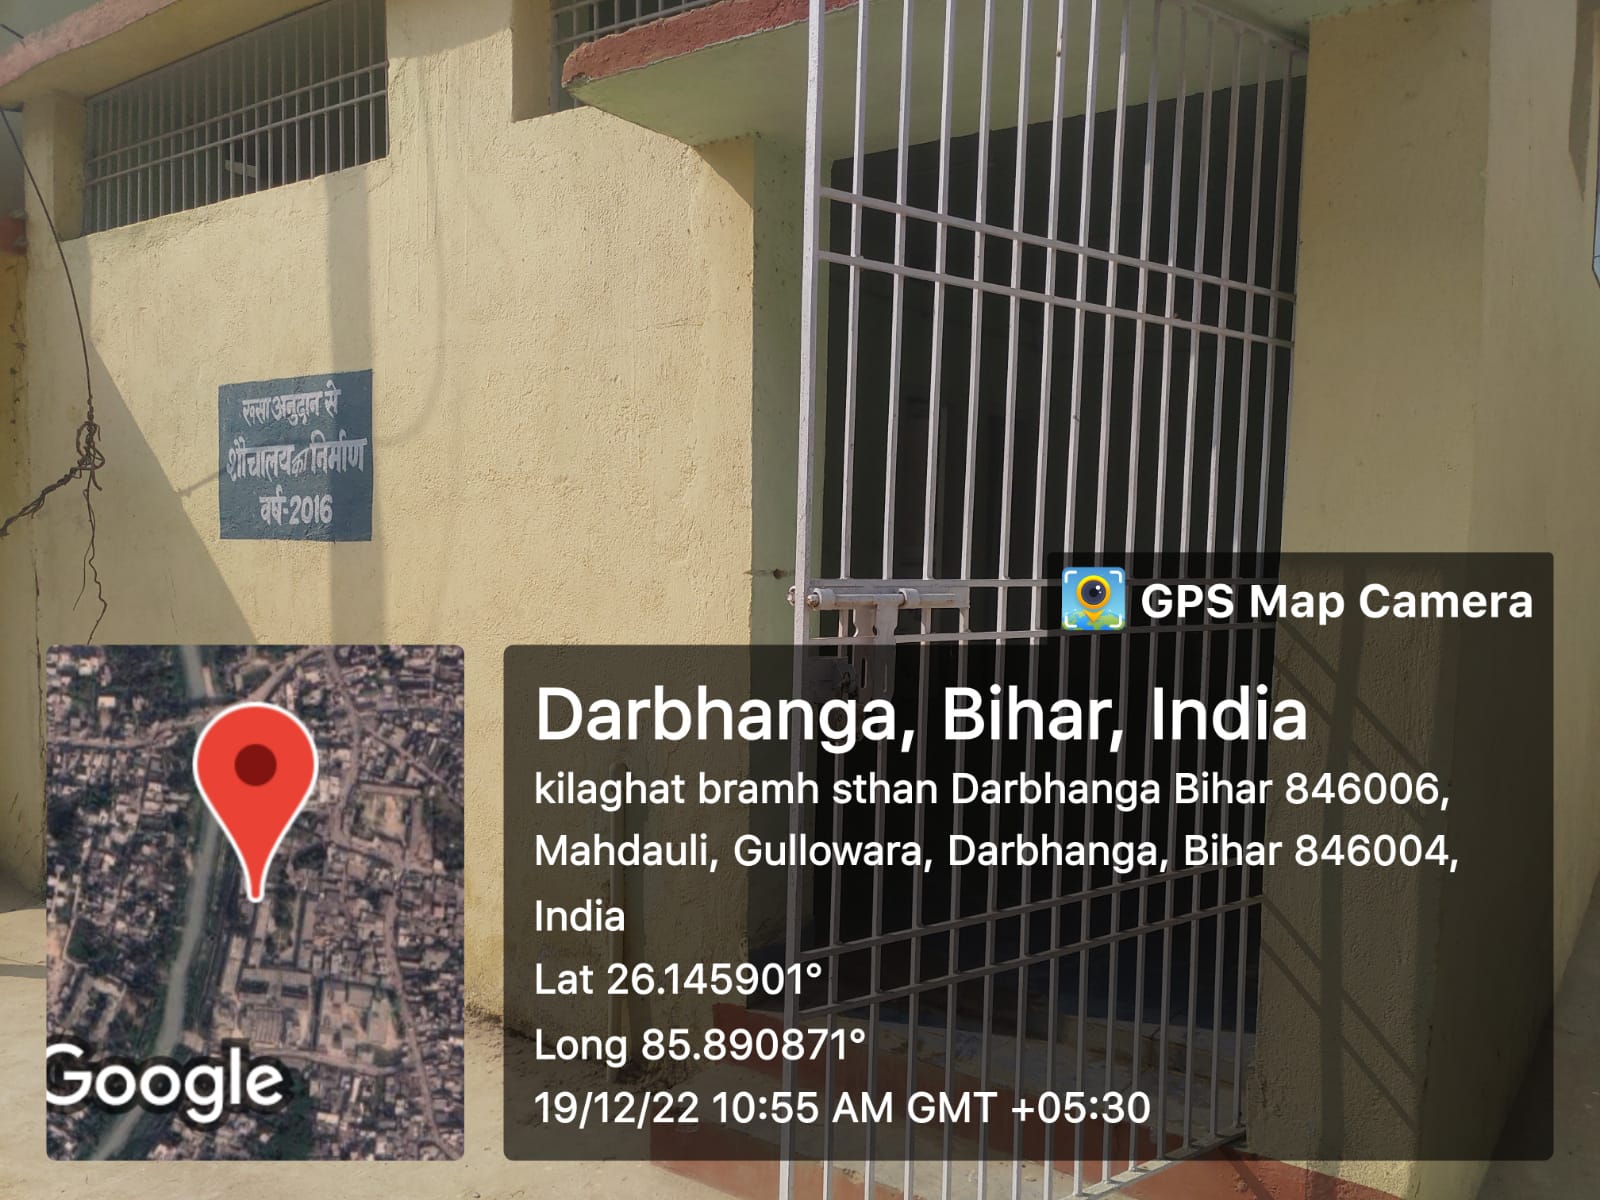 रूसा अनुदान से
शौचालय का निर्माण
वर्ष-2016
GPS Map Camera
Darbhanga, Bihar, India
kilaghat bramh sthan Darbhanga Bihar 846006,
Mahdauli, Gullowara, Darbhanga, Bihar 846004,
India
Lat 26.145901°
Long 85.890871°
19/12/22 10:55 AM GMT +05:30
Google